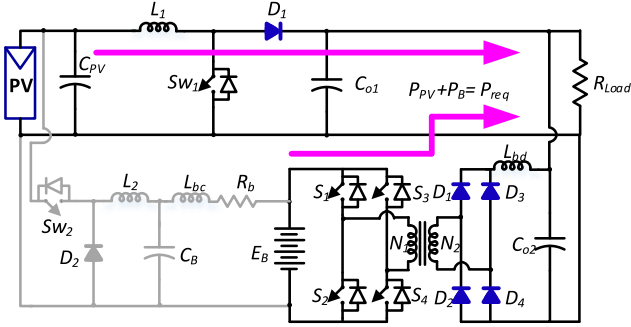 L1
D1
PV
CPV
Sw1
Co1
PPV+PB= Preq
RLoad
L2
Lbc
Rb
S1
S3
D1
Lbd
D3
Sw2
D2
CB
EB
N1
N2
Co2
S2
S4
D2
D4